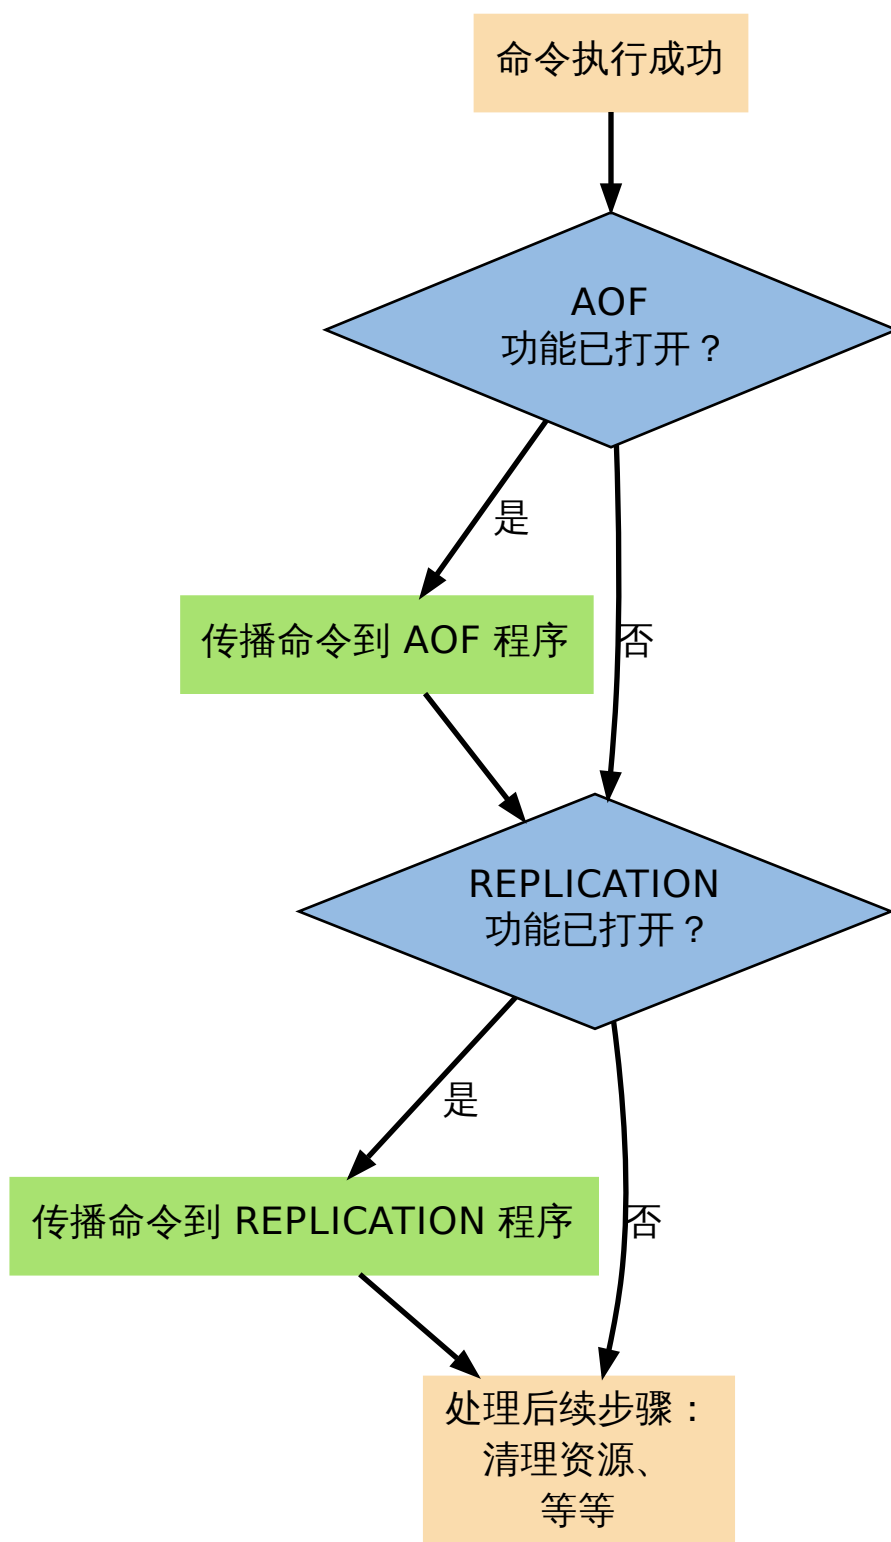 命令执行成功
AOF
功能已打开？
是
传播命令到 AOF 程序
否
REPLICATION
功能已打开？
是
传播命令到 REPLICATION 程序
否
处理后续步骤：
清理资源、
等等